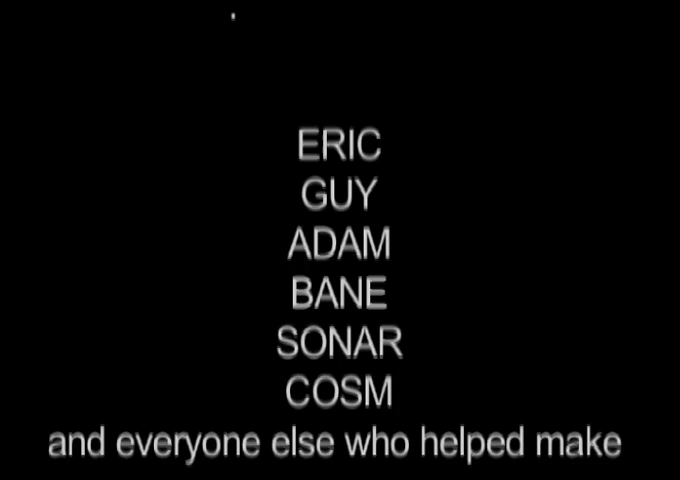 ERIC
GUY
ADAM
BANE
SONAR
COSM
and everyone else who helped make